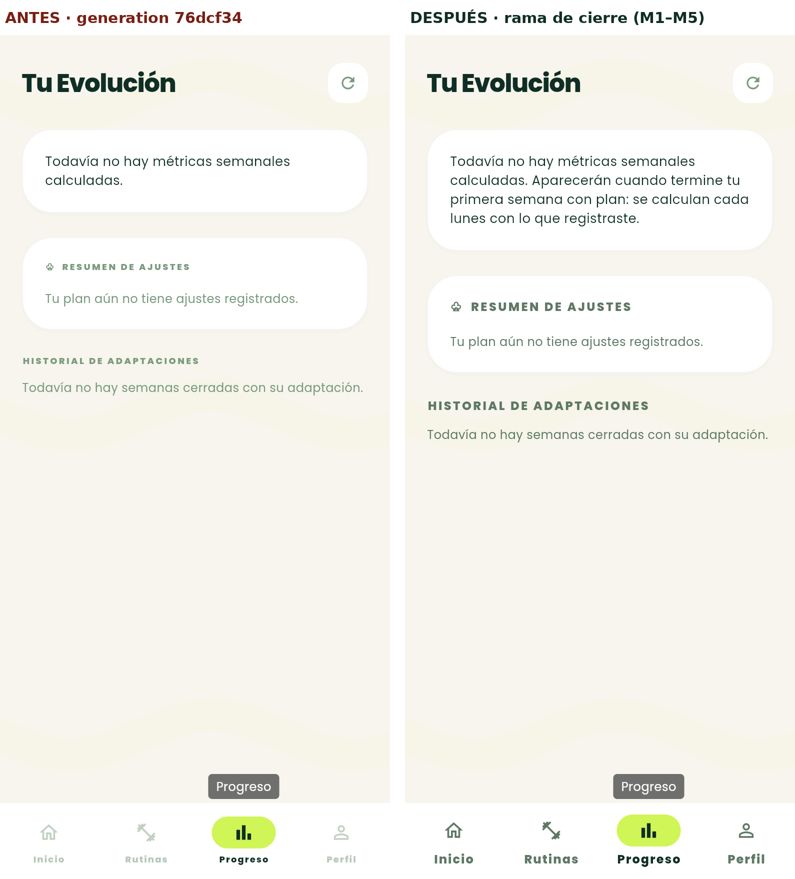 ANTES · generation 76dcf34
Tu Evolución
Todavía no hay métricas semanales
calculadas.
RESUMEN DE AJUSTES
Tu plan aún no tiene ajustes registrados.
HISTORIAL DE ADAPTACIONES
Todavía no hay semanas cerradas con su adaptación.
Progreso
Inicio
Rutinas
Progreso
Perfil
DESPUÉS · rama de cierre (M1–M5)
Tu Evolución
Todavía no hay métricas semanales
calculadas. Aparecerán cuando termine tu
primera semana con plan: se calculan cada
lunes con lo que registraste.
RESUMEN DE AJUSTES
Tu plan aún no tiene ajustes registrados.
HISTORIAL DE ADAPTACIONES
Todavía no hay semanas cerradas con su adaptación.
Progreso
Inicio
Rutinas
Progreso
Perfil